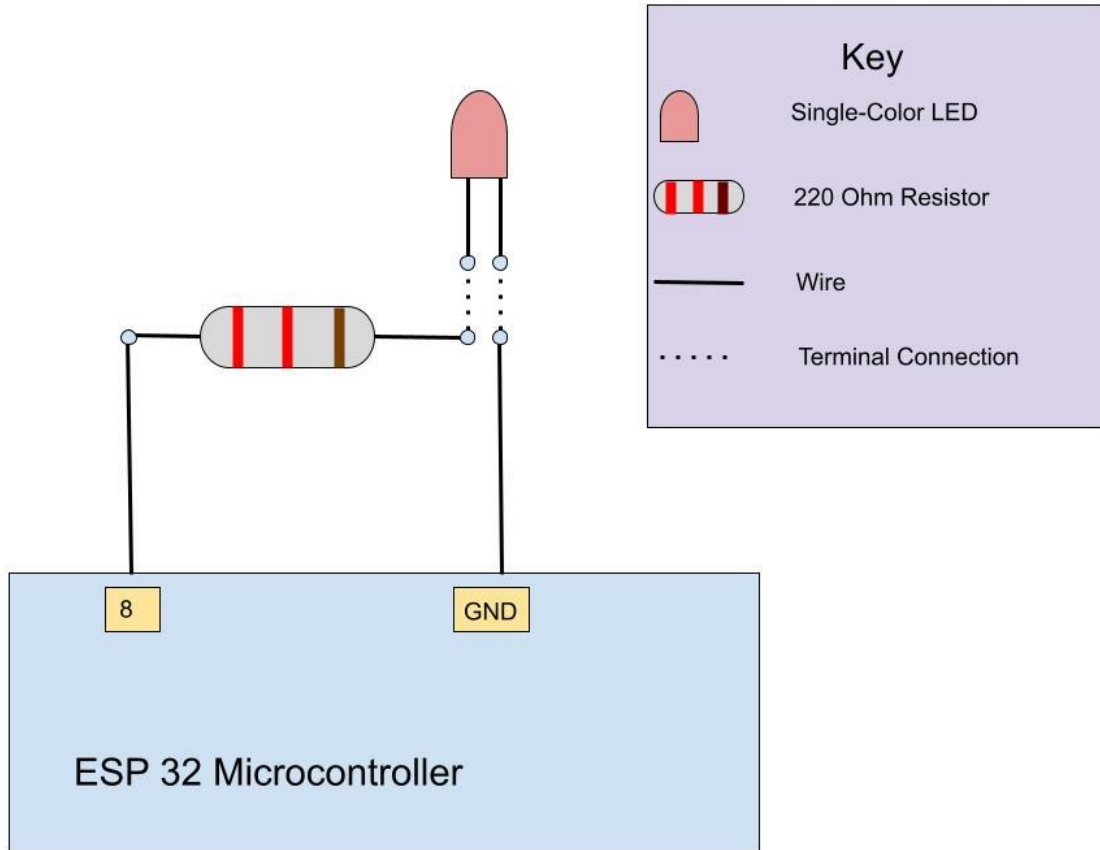 Key
Single-Color LED
220 Ohm Resistor
Wire
Terminal Connection
8
GND
ESP 32 Microcontroller